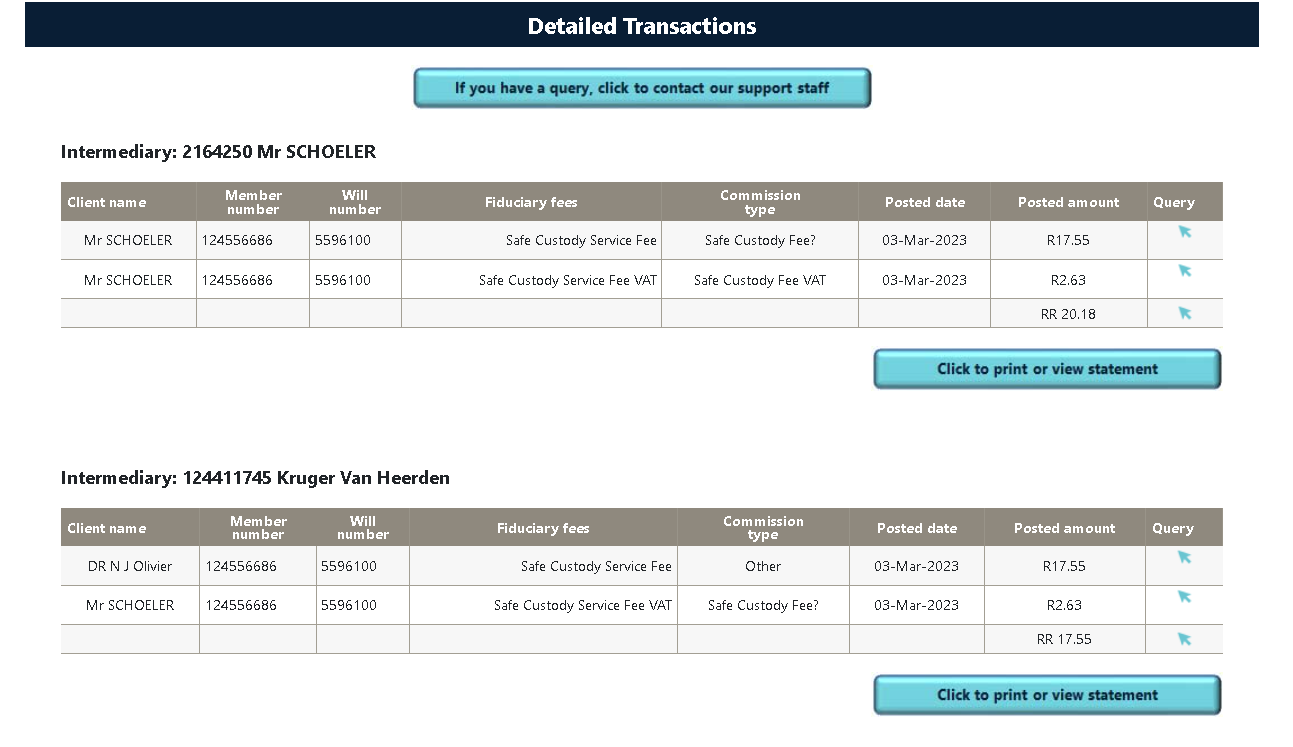 Detailed Transactions
If you have a query, click to contact our support staff
Intermediary: 2164250 Mr SCHOELER
Client name Member number Will number Fiduciary fees Commission type Posted date Posted amount Query
Mr SCHOELER 124556686 5596100 Safe Custody Service Fee Safe Custody Fee? 03-Mar-2023 R17.55
Mr SCHOELER 124556686 5596100 Safe Custody Service Fee VAT Safe Custody Fee VAT 03-Mar-2023 R2.63
RR 20.18
Click to print or view statement
Intermediary: 124411745 Kruger Van Heerden
Client name Member number Will number Fiduciary fees Commission type Posted date Posted amount Query
DR N J Olivier 124556686 5596100 Safe Custody Service Fee Other 03-Mar-2023 R17.55
Mr SCHOELER 124556686 5596100 Safe Custody Service Fee VAT Safe Custody Fee? 03-Mar-2023 R2.63
RR 17.55
Click to print or view statement